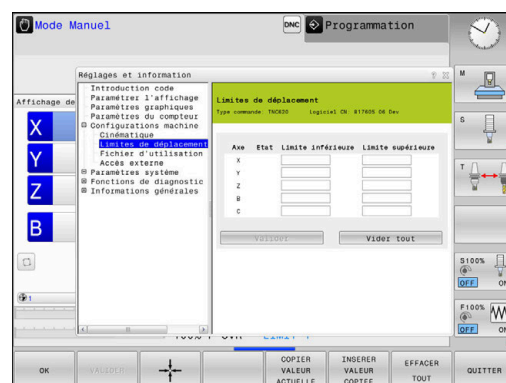 Mode Manuel
DNC
Programmation
Réglages et information
Affichage de
X
Y
Z
B
Introduction code
Paramétrer l'affichage
Paramètres graphiques
Paramètres du compteur
Configurations machine
Cinématique
Limites de déplacement
Fichier d'utilisation
Accès externe
Paramètres système
Fonctions de diagnostic
Informations générales
Limites de déplacement
Type commande: TNC620 logiciel CN: 817605 06 Dev
Axe Etat Limite inférieure Limite supérieure
X
Y
Z
B
C
Valider
Vider tout
M
S
T
S100%
OFF ON
F100%
OFF ON
1
OK
VALIDER
COPIER VALEUR ACTUELLE
INSERER VALEUR COPIEE
EFFACER TOUT
QUITTER